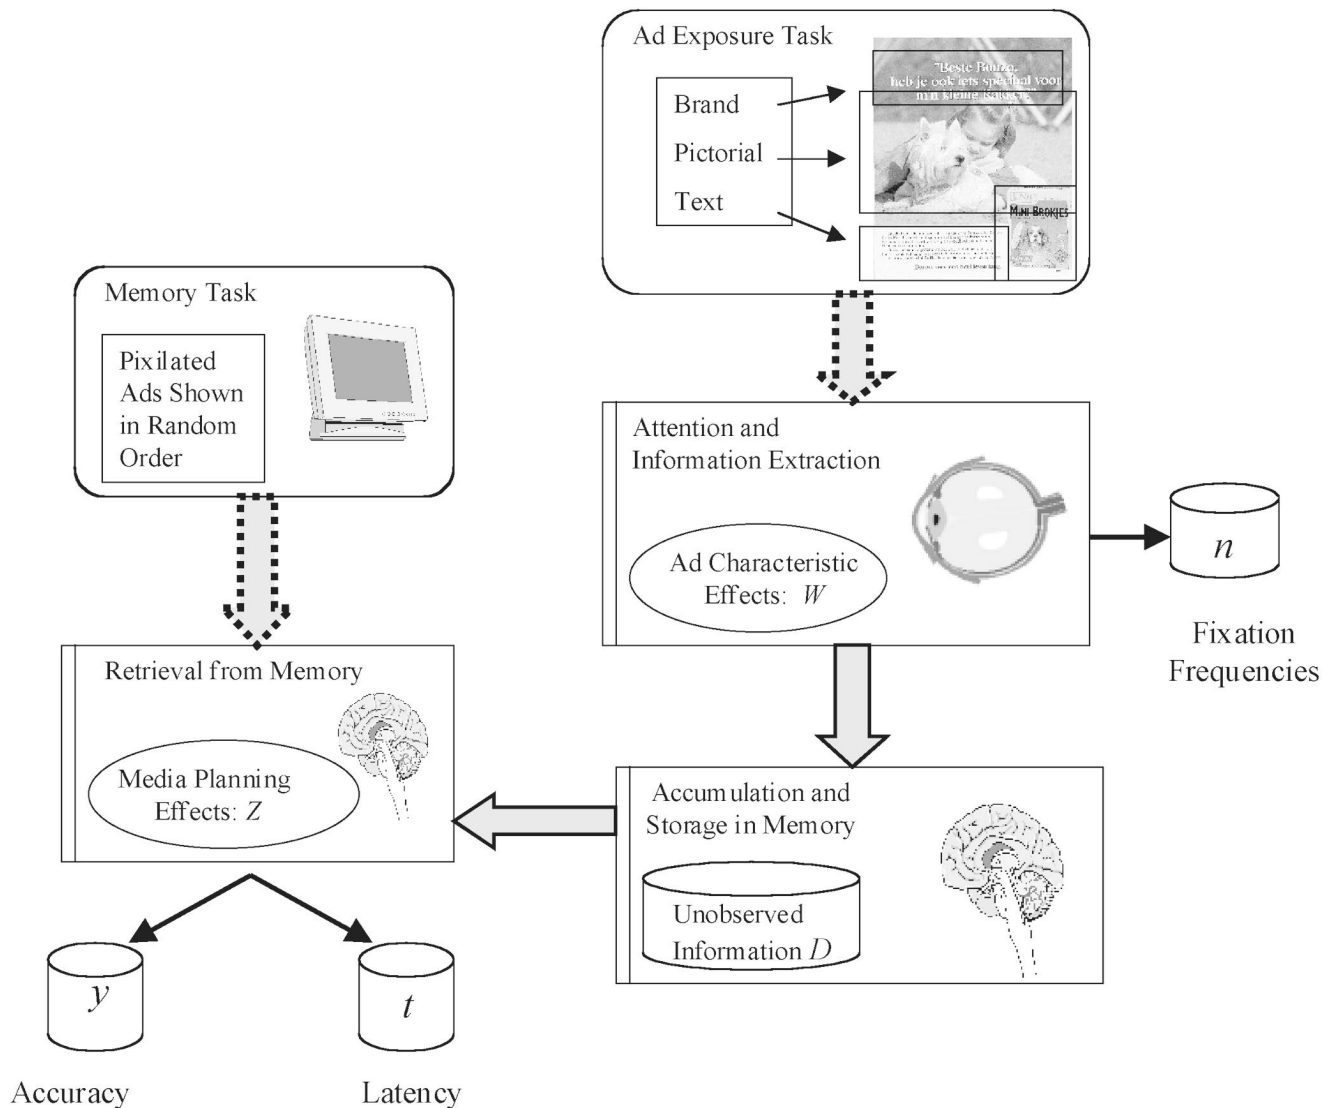 Ad Exposure Task
Brand
Pictorial
Text
"Beste Bonzo,
heb je ook iets speciaal voor
m'n kleine Rakker?"
MINI BROKJES
Memory Task
Pixilated
Ads Shown
in Random
Order
Attention and
Information Extraction
Ad Characteristic
Effects: W
n
Fixation
Frequencies
Retrieval from Memory
Media Planning
Effects: Z
Accumulation and
Storage in Memory
Unobserved
Information D
y
t
Accuracy
Latency